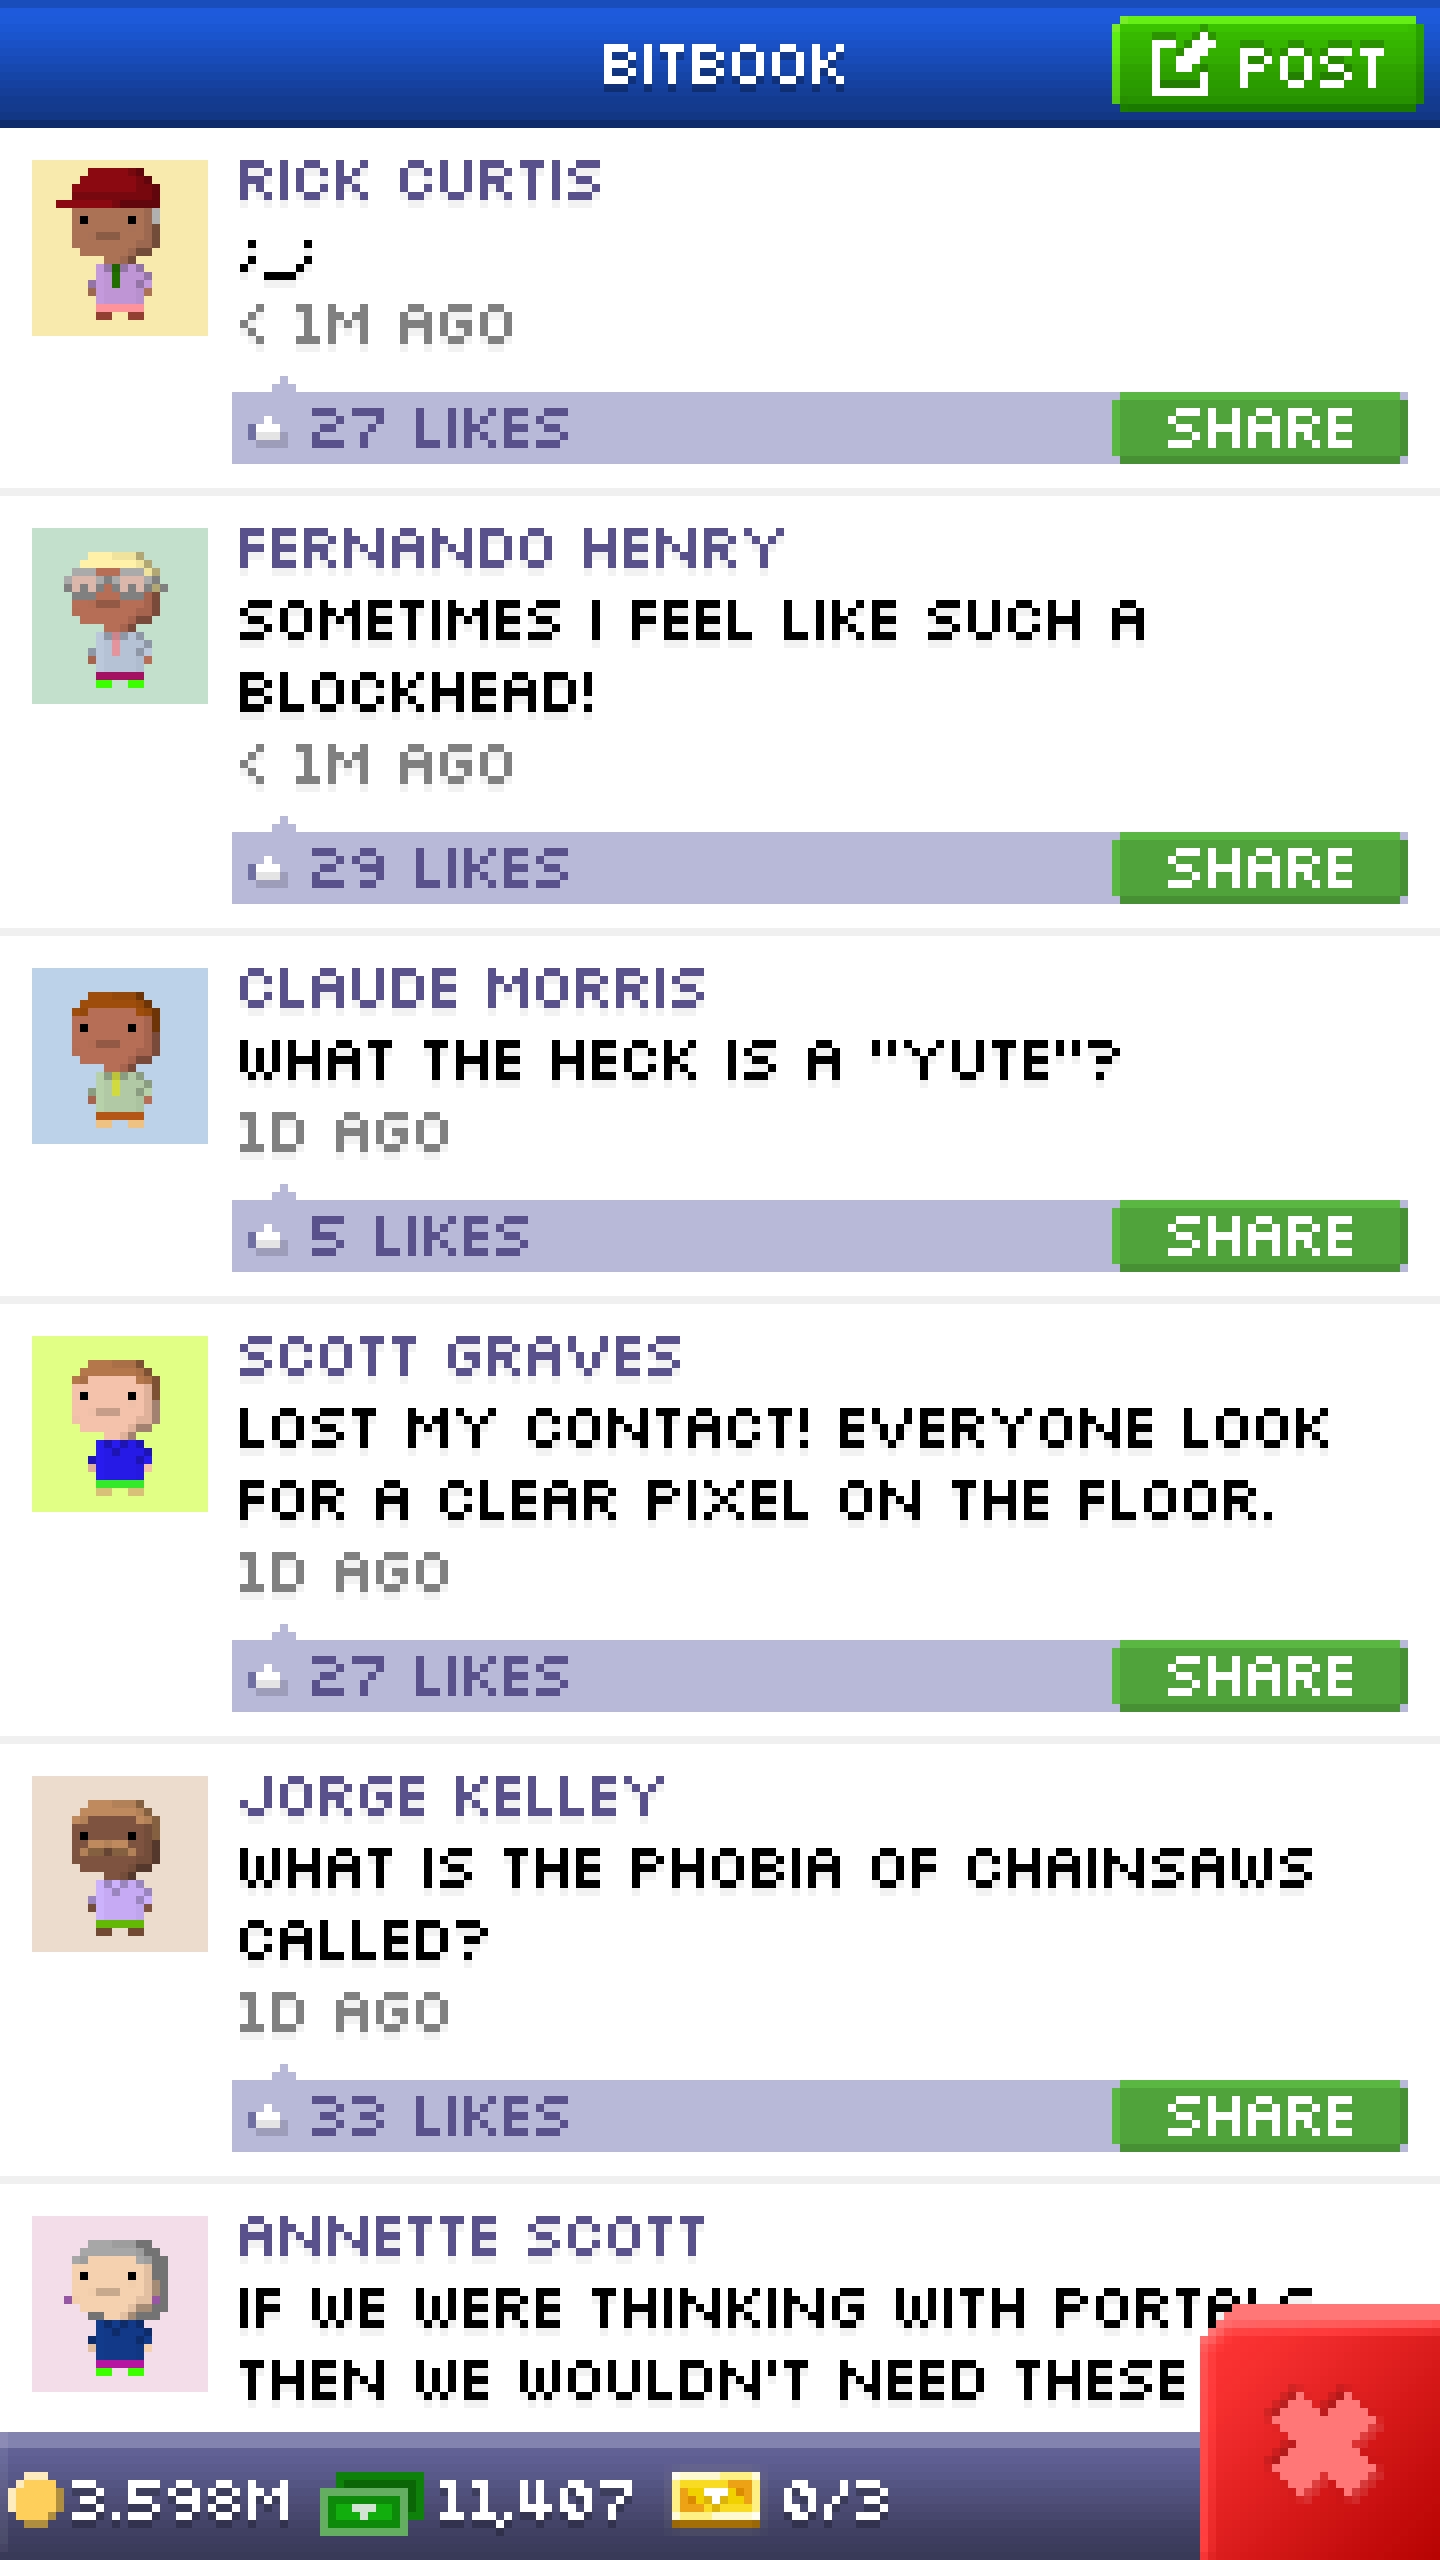 BITBOOK
POST
RICK CURTIS
;_;
< 1M AGO
27 LIKES
SHARE
FERNANDO HENRY
SOMETIMES I FEEL LIKE SUCH A
BLOCKHEAD!
< 1M AGO
29 LIKES
SHARE
CLAUDE MORRIS
WHAT THE HECK IS A "YUTE"?
1D AGO
5 LIKES
SHARE
SCOTT GRAVES
LOST MY CONTACT! EVERYONE LOOK
FOR A CLEAR PIXEL ON THE FLOOR.
1D AGO
27 LIKES
SHARE
JORGE KELLEY
WHAT IS THE PHOBIA OF CHAINSAWS
CALLED?
1D AGO
33 LIKES
SHARE
ANNETTE SCOTT
IF WE WERE THINKING WITH PORTALS
THEN WE WOULDN'T NEED THESE
3.598M
11,407
0/3